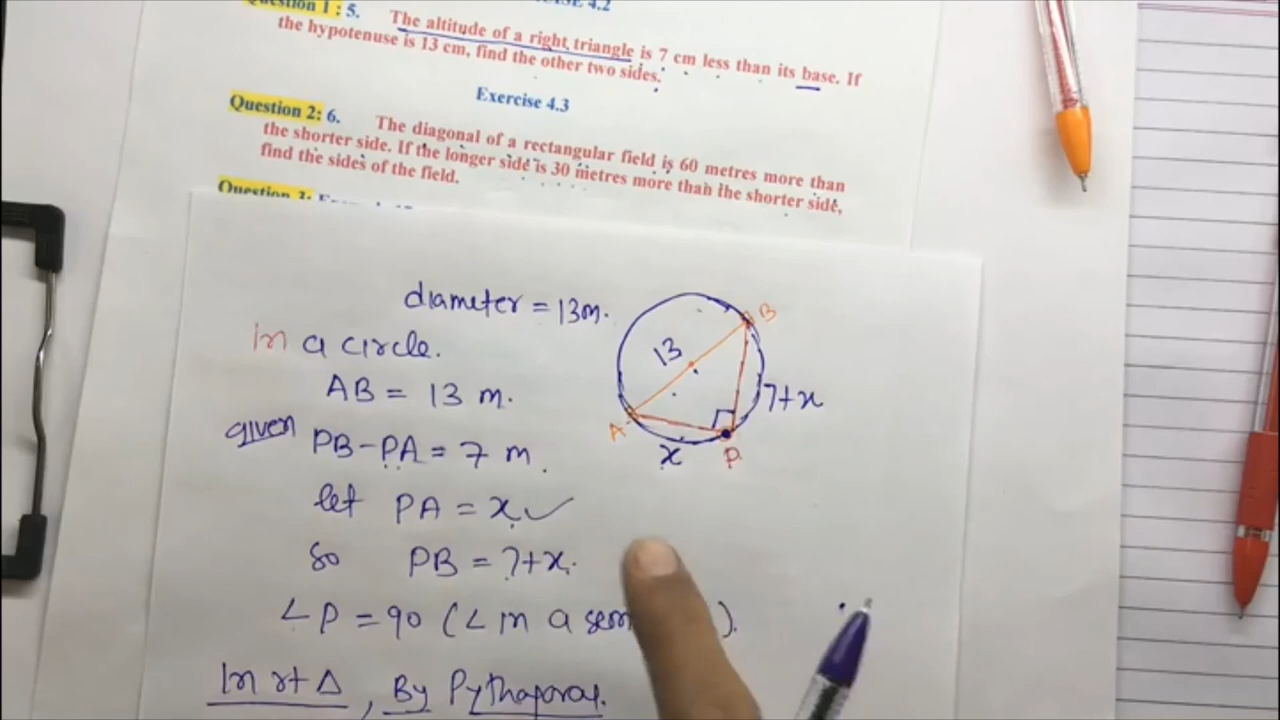 4.2
Question 1 : 5. The altitude of a right triangle is 7 cm less than its base. If
the hypotenuse is 13 cm, find the other two sides.
Exercise 4.3
Question 2: 6. The diagonal of a rectangular field is 60 metres more than
the shorter side. If the longer side is 30 metres more than the shorter side,
find the sides of the field.
Question 3:
diameter = 13m.
In a circle.
AB = 13 m.
given PB-PA = 7 m.
let PA = x ✓
So PB = 7+x.
∠P = 90 (∠ in a sem ).
In rt Δ, By Pythagoras.
B
13
7+x
A
x
P